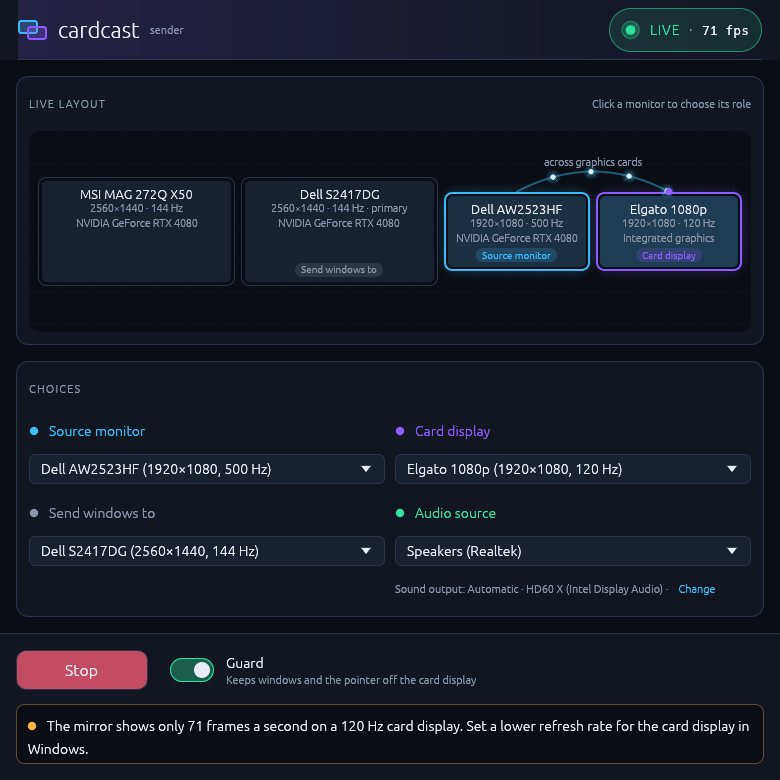 cardcast sender
LIVE · 71 fps
LIVE LAYOUT
Click a monitor to choose its role
across graphics cards
MSI MAG 272Q X50
2560×1440 · 144 Hz
NVIDIA GeForce RTX 4080
Dell S2417DG
2560×1440 · 144 Hz · primary
NVIDIA GeForce RTX 4080
Send windows to
Dell AW2523HF
1920×1080 · 500 Hz
NVIDIA GeForce RTX 4080
Source monitor
Elgato 1080p
1920×1080 · 120 Hz
Integrated graphics
Card display
CHOICES
Source monitor
Dell AW2523HF (1920×1080, 500 Hz)
Card display
Elgato 1080p (1920×1080, 120 Hz)
Send windows to
Dell S2417DG (2560×1440, 144 Hz)
Audio source
Speakers (Realtek)
Sound output: Automatic · HD60 X (Intel Display Audio) · Change
Stop
Guard
Keeps windows and the pointer off the card display
The mirror shows only 71 frames a second on a 120 Hz card display. Set a lower refresh rate for the card display in
Windows.